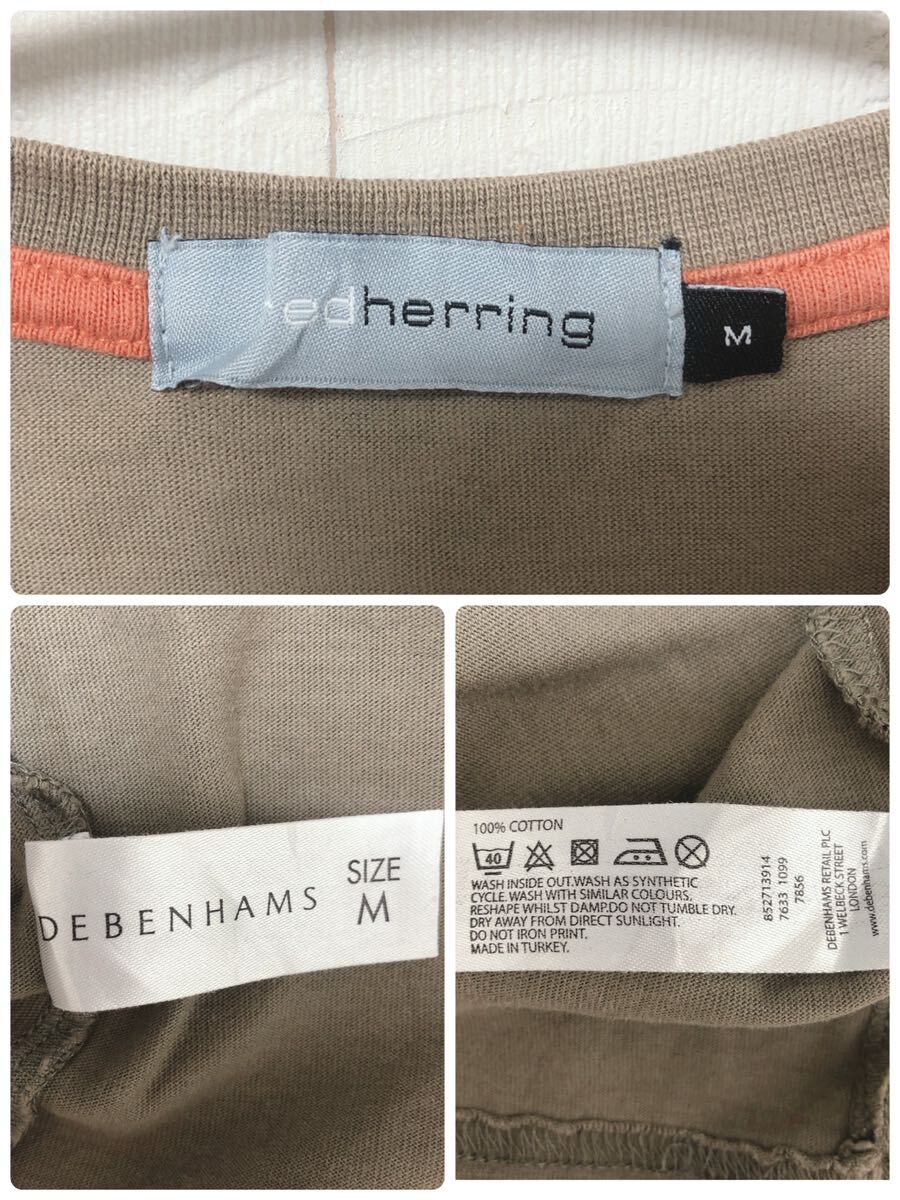 edherring
M
DEBENHAMS
SIZE
M
100% COTTON
40
WASH INSIDE OUT.WASH AS SYNTHETIC
CYCLE. WASH WITH SIMILAR COLOURS.
RESHAPE WHILST DAMP.DO NOT TUMBLE DRY.
DRY AWAY FROM DIRECT SUNLIGHT.
DO NOT IRON PRINT.
MADE IN TURKEY.
852713914
7633 1099
7856
DEBENHAMS RETAIL PLC
1 WELBECK STREET
LONDON
www.debenhams.com